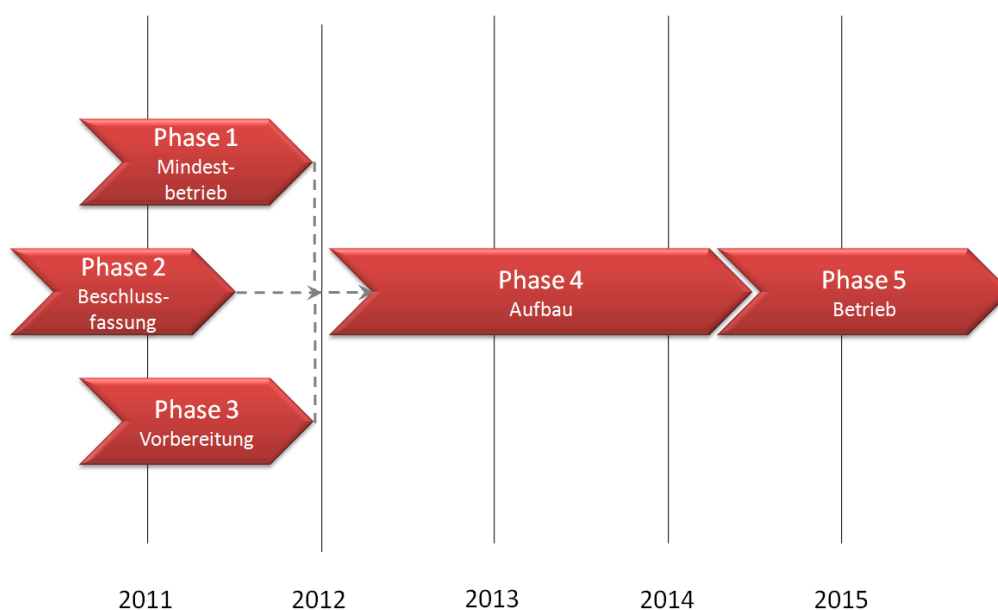 Phase 1
Mindest-
betrieb
Phase 2
Beschluss-
fassung
Phase 4
Aufbau
Phase 5
Betrieb
Phase 3
Vorbereitung
2011
2012
2013
2014
2015